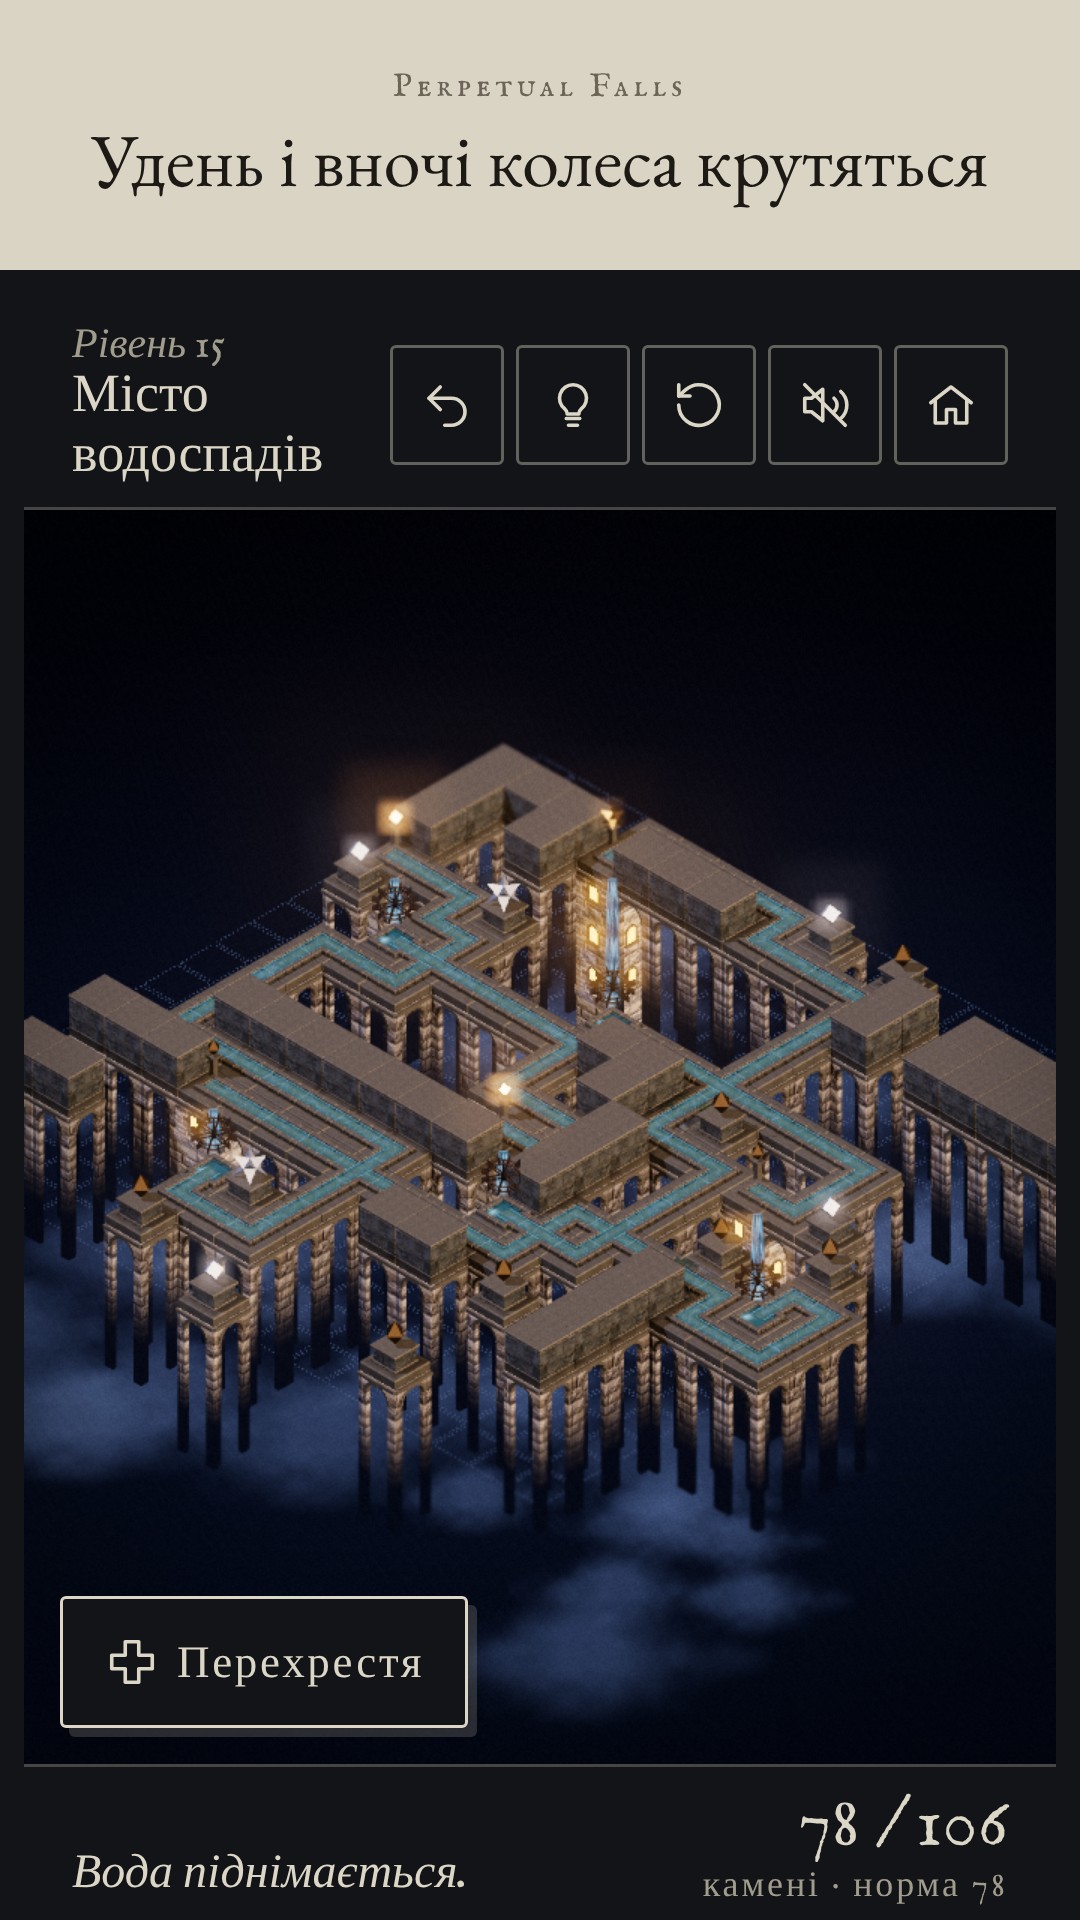 Perpetual Falls
Удень і вночі колеса крутяться
Рівень 15
Місто
водоспадів
Перехрестя
78 / 106
Вода піднімається.
камені · норма 78